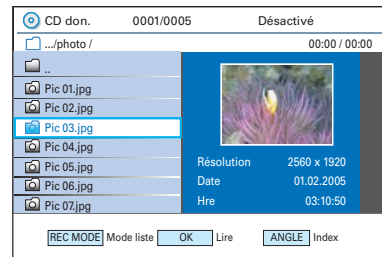 CD don. 0001/0005 Désactivé
.../photo / 00:00 / 00:00
..
Pic 01.jpg
Pic 02.jpg
Pic 03.jpg
Pic 04.jpg
Pic 05.jpg
Pic 06.jpg
Pic 07.jpg
Résolution 2560 x 1920
Date 01.02.2005
Hre 03:10:50
REC MODE Mode liste OK Lire ANGLE Index